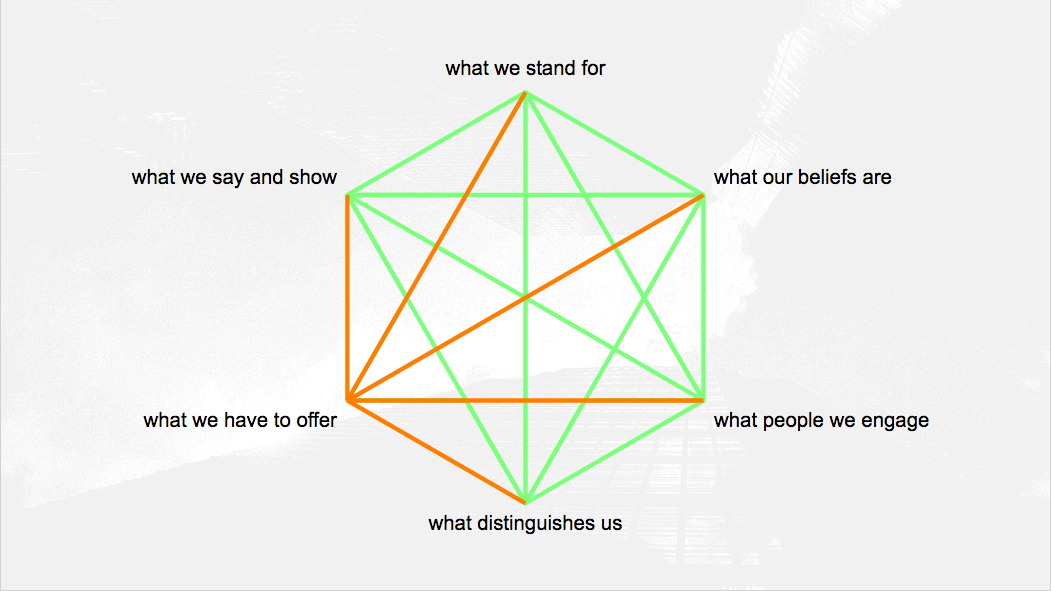 what we stand for
what we say and show
what our beliefs are
what we have to offer
what people we engage
what distinguishes us